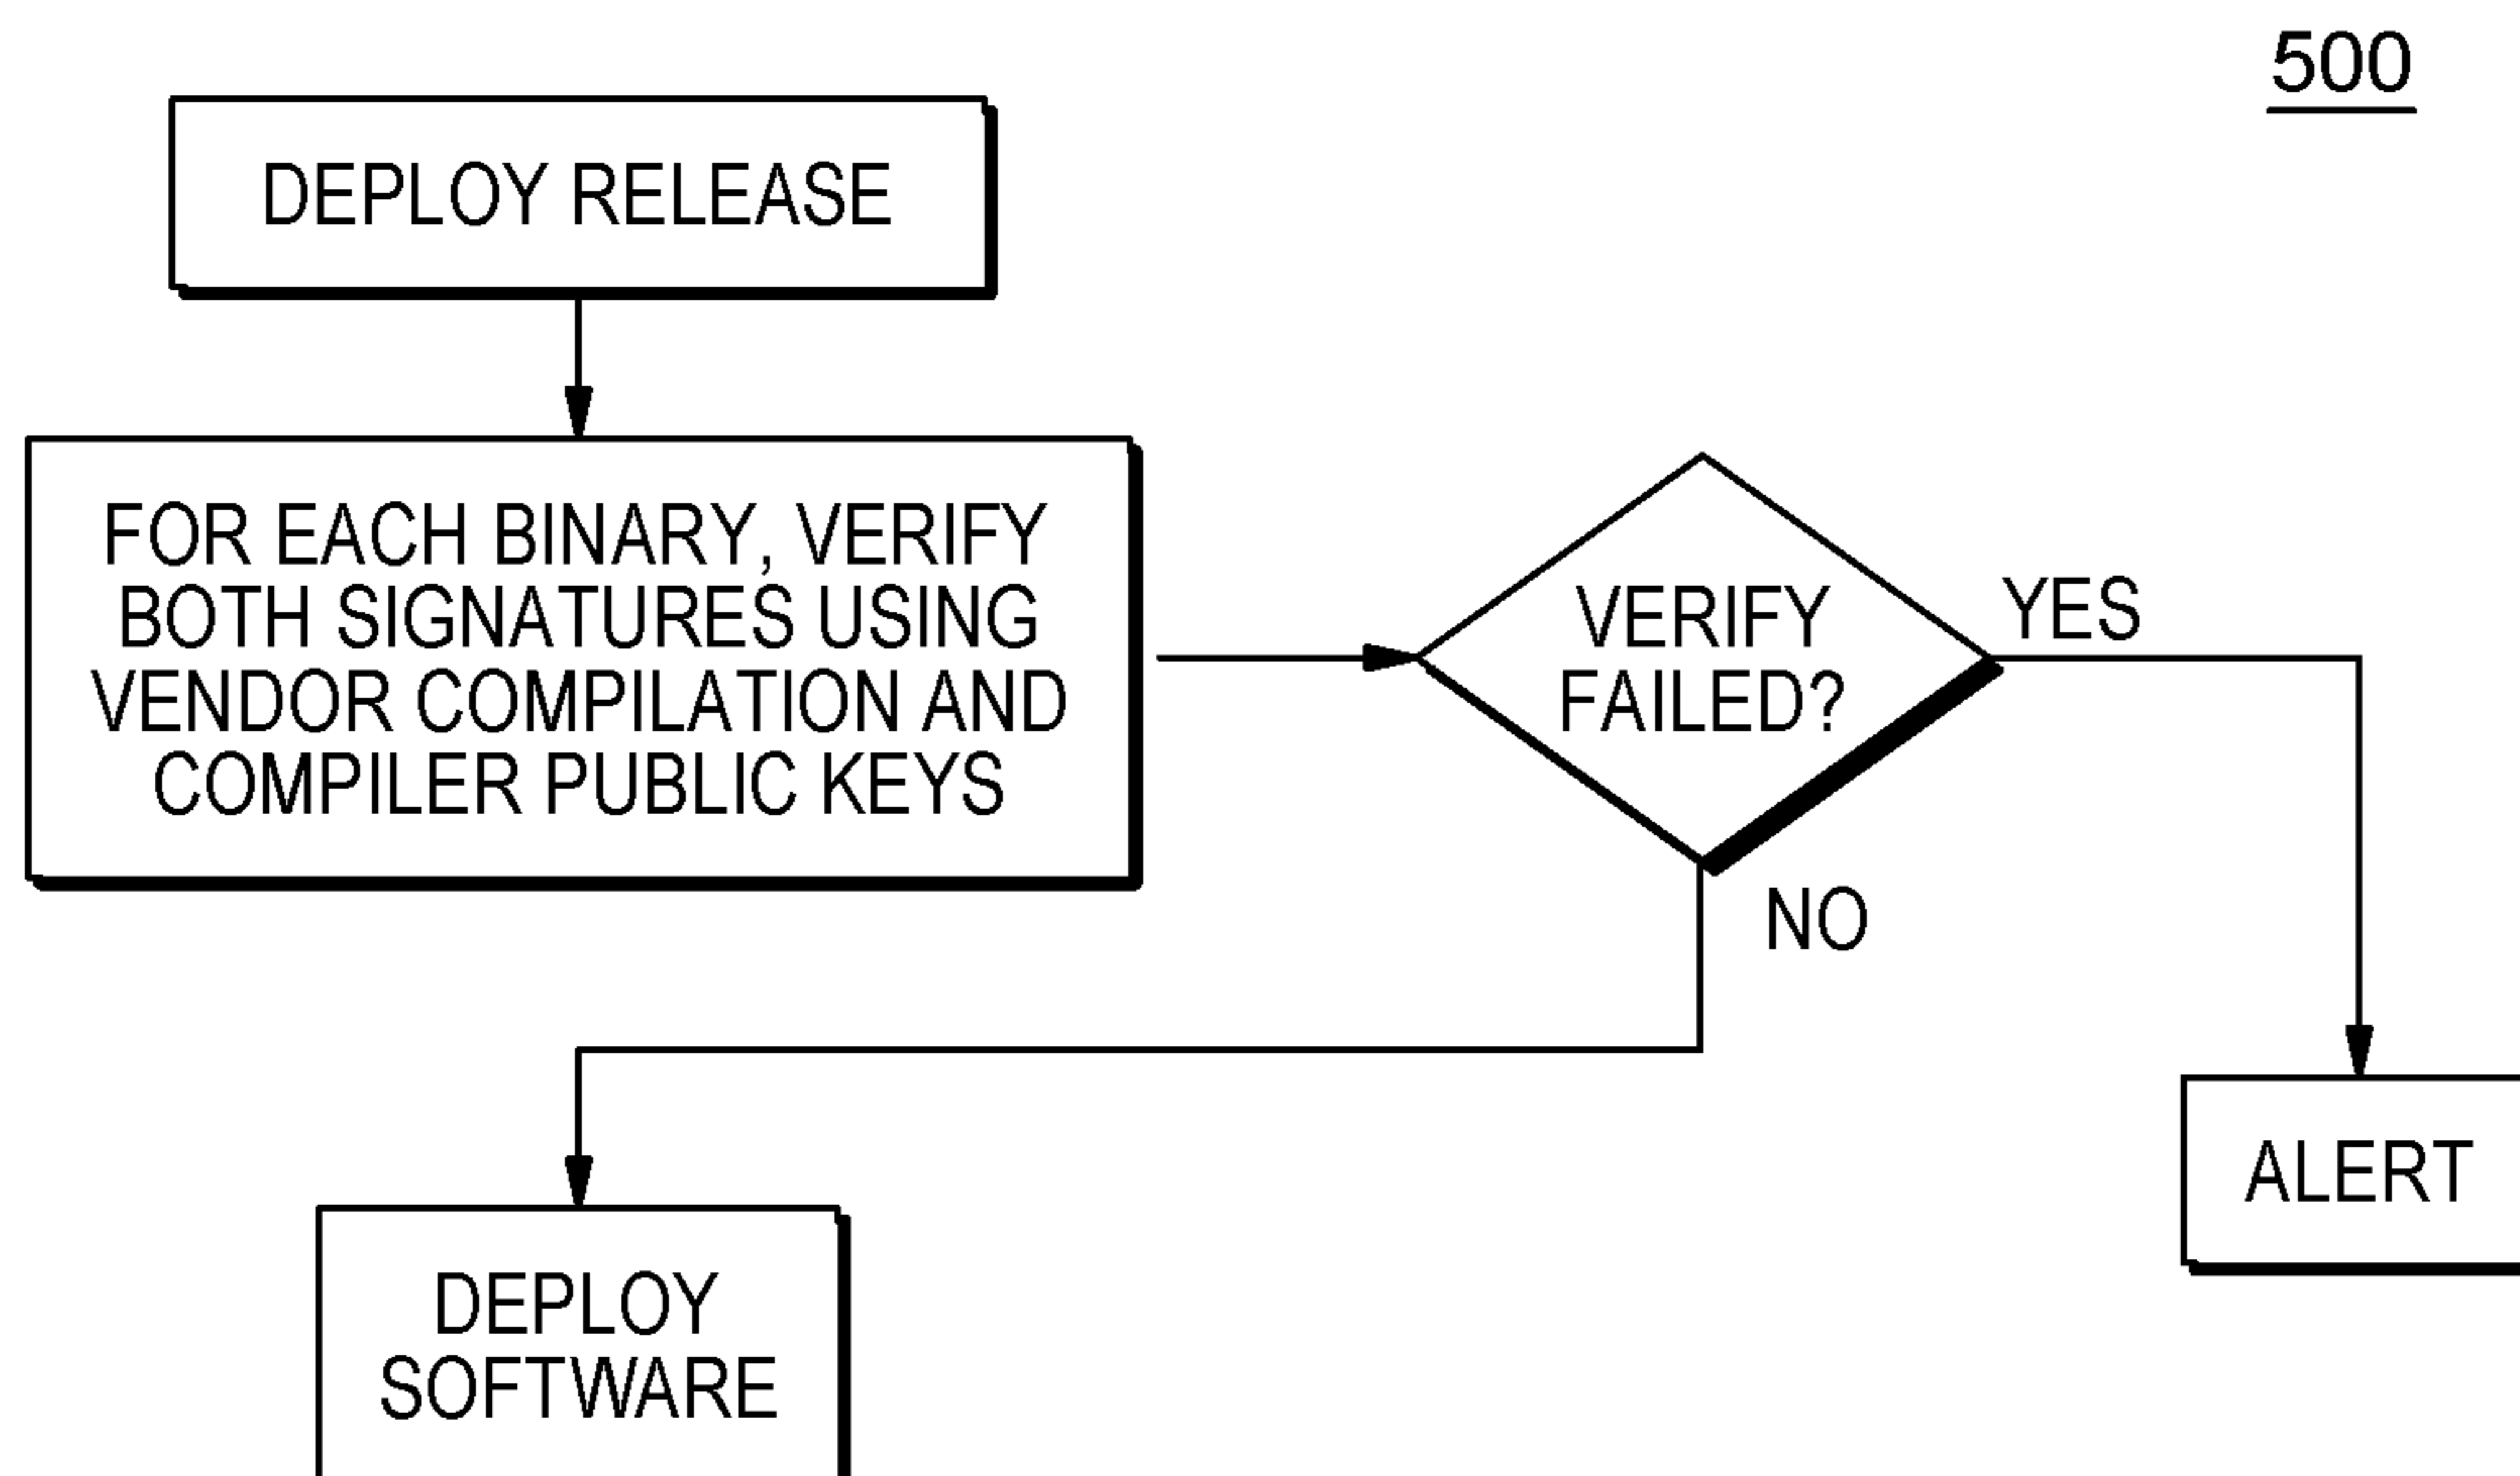 500
DEPLOY RELEASE
FOR EACH BINARY, VERIFY
BOTH SIGNATURES USING
VENDOR COMPILATION AND
COMPILER PUBLIC KEYS
VERIFY
FAILED?
YES
NO
ALERT
DEPLOY
SOFTWARE